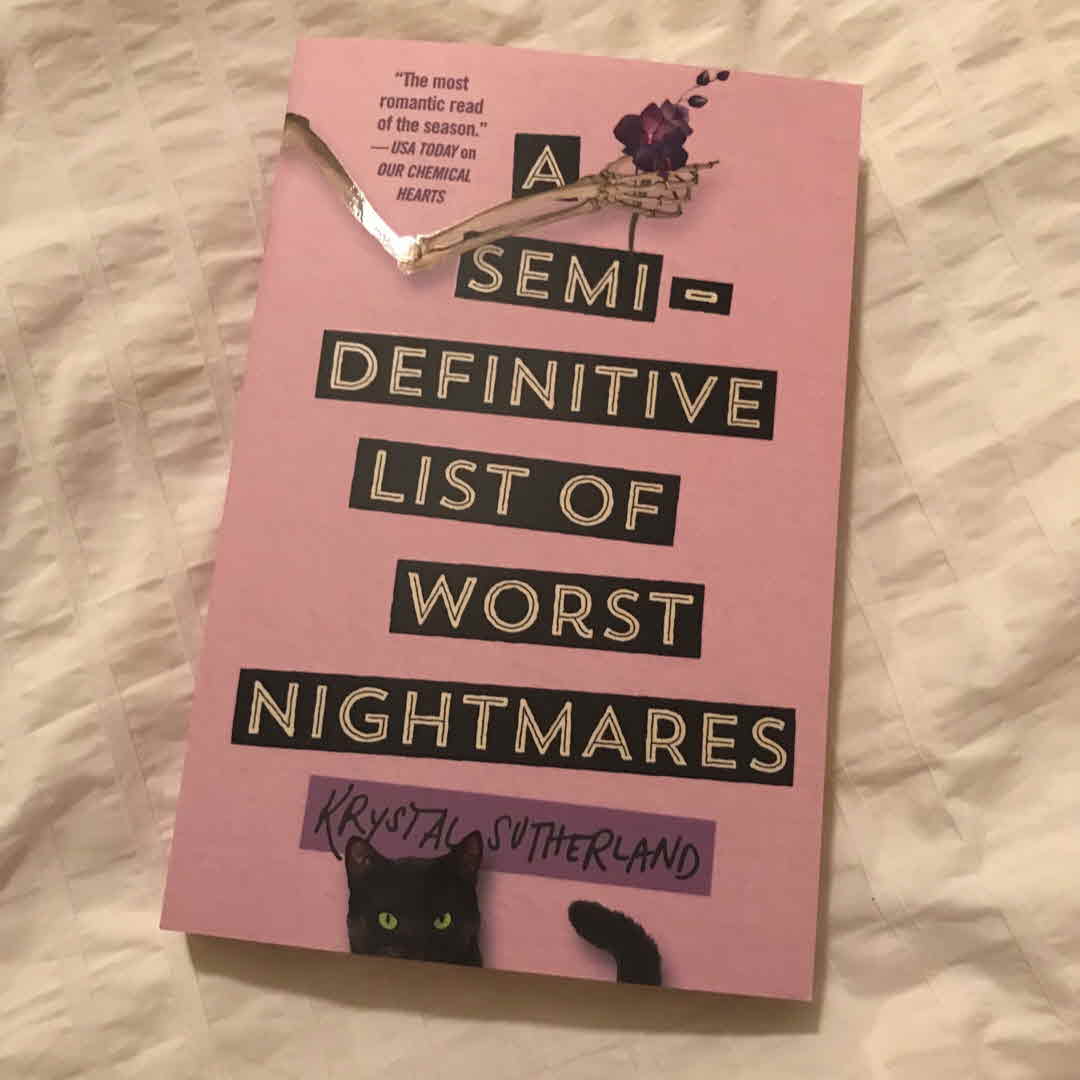 "The most
romantic read
of the season."
— USA TODAY on
OUR CHEMICAL
HEARTS
A
SEMI-
DEFINITIVE
LIST OF
WORST
NIGHTMARES
KRYSTAL SUTHERLAND